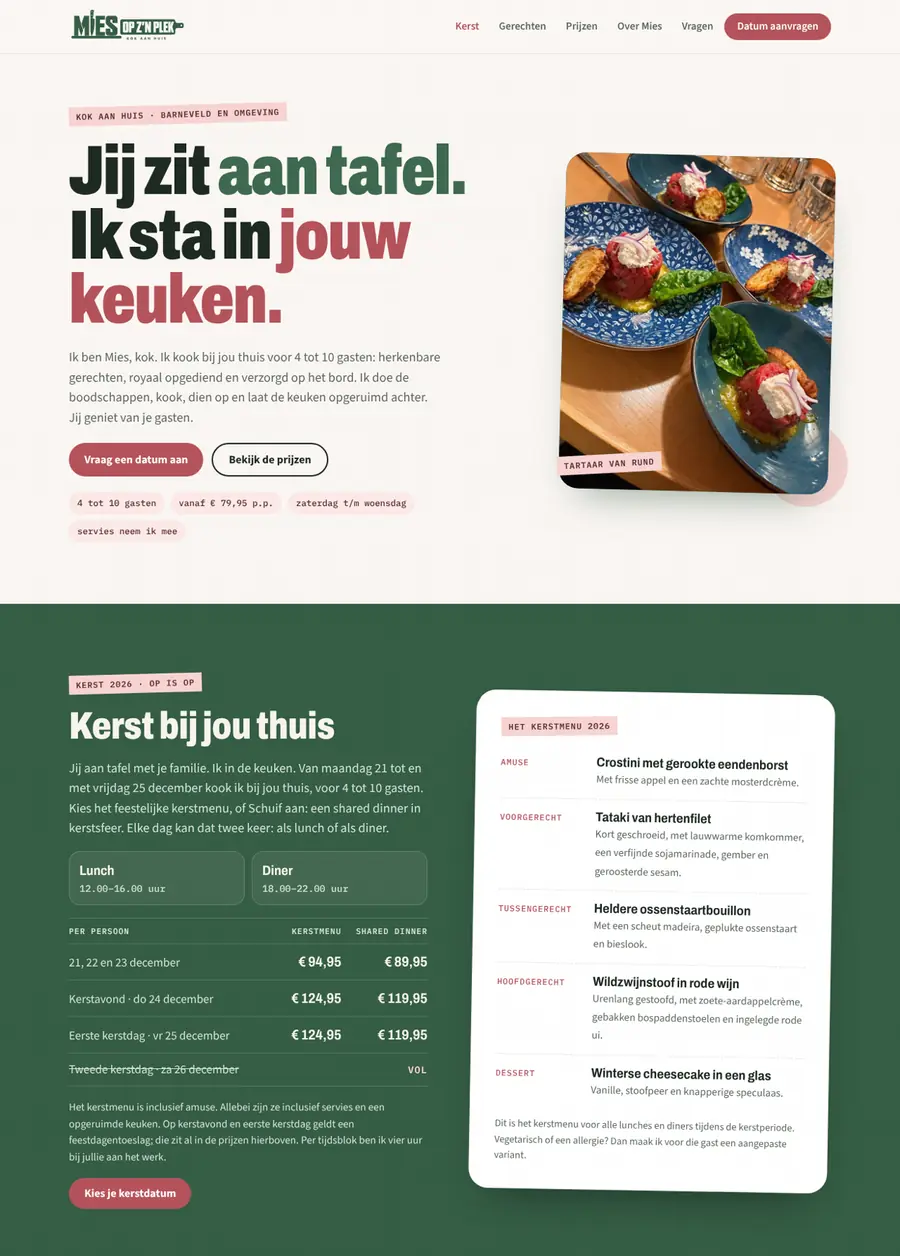 MIES OP Z'N PLEK
KOK AAN HUIS
Kerst
Gerechten
Prijzen
Over Mies
Vragen
Datum aanvragen
KOK AAN HUIS · BARNEVELD EN OMGEVING
Jij zit aan tafel.
Ik sta in jouw
keuken.
Ik ben Mies, kok. Ik kook bij jou thuis voor 4 tot 10 gasten: herkenbare
gerechten, royaal opgediend en verzorgd op het bord. Ik doe de
boodschappen, kook, dien op en laat de keuken opgeruimd achter.
Jij geniet van je gasten.
Vraag een datum aan
Bekijk de prijzen
4 tot 10 gasten
vanaf € 79,95 p.p.
zaterdag t/m woensdag
servies neem ik mee
TARTAAR VAN RUND
KERST 2026 · OP IS OP
Kerst bij jou thuis
Jij aan tafel met je familie. Ik in de keuken. Van maandag 21 tot en
met vrijdag 25 december kook ik bij jou thuis, voor 4 tot 10 gasten.
Kies het feestelijke kerstmenu, of Schuif aan: een shared dinner in
kerstsfeer. Elke dag kan dat twee keer: als lunch of als diner.
Lunch
12.00–16.00 uur
Diner
18.00–22.00 uur
PER PERSOON KERSTMENU SHARED DINNER
21, 22 en 23 december € 94,95 € 89,95
Kerstavond · do 24 december € 124,95 € 119,95
Eerste kerstdag · vr 25 december € 124,95 € 119,95
Tweede kerstdag · za 26 december VOL
Het kerstmenu is inclusief amuse. Allebei zijn ze inclusief servies en een
opgeruimde keuken. Op kerstavond en eerste kerstdag geldt een
feestdagentoeslag; die zit al in de prijzen hierboven. Per tijdsblok ben ik vier uur
bij jullie aan het werk.
Kies je kerstdatum
HET KERSTMENU 2026
AMUSE
Crostini met gerookte eendenborst
Met frisse appel en een zachte mosterdcrème.
VOORGERECHT
Tataki van hertenfilet
Kort geschroeid, met lauwwarme komkommer,
een verfijnde sojamarinade, gember en
geroosterde sesam.
TUSSENGERECHT
Heldere ossenstaartbouillon
Met een scheut madeira, geplukte ossenstaart
en bieslook.
HOOFDGERECHT
Wildzwijnstoof in rode wijn
Urenlang gestoofd, met zoete-aardappelcrème,
gebakken bospaddenstoelen en ingelegde rode
ui.
DESSERT
Winterse cheesecake in een glas
Vanille, stoofpeer en knapperige speculaas.
Dit is het kerstmenu voor alle lunches en diners tijdens de kerstperiode.
Vegetarisch of een allergie? Dan maak ik voor die gast een aangepaste
variant.